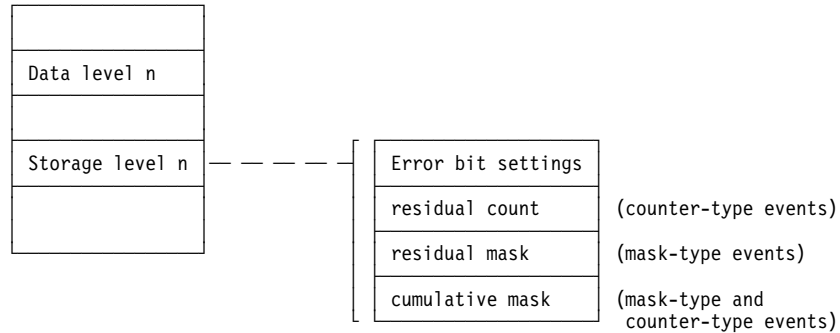 Data level n
Storage level n
Error bit settings
residual count (counter-type events)
residual mask (mask-type events)
cumulative mask (mask-type and
counter-type events)